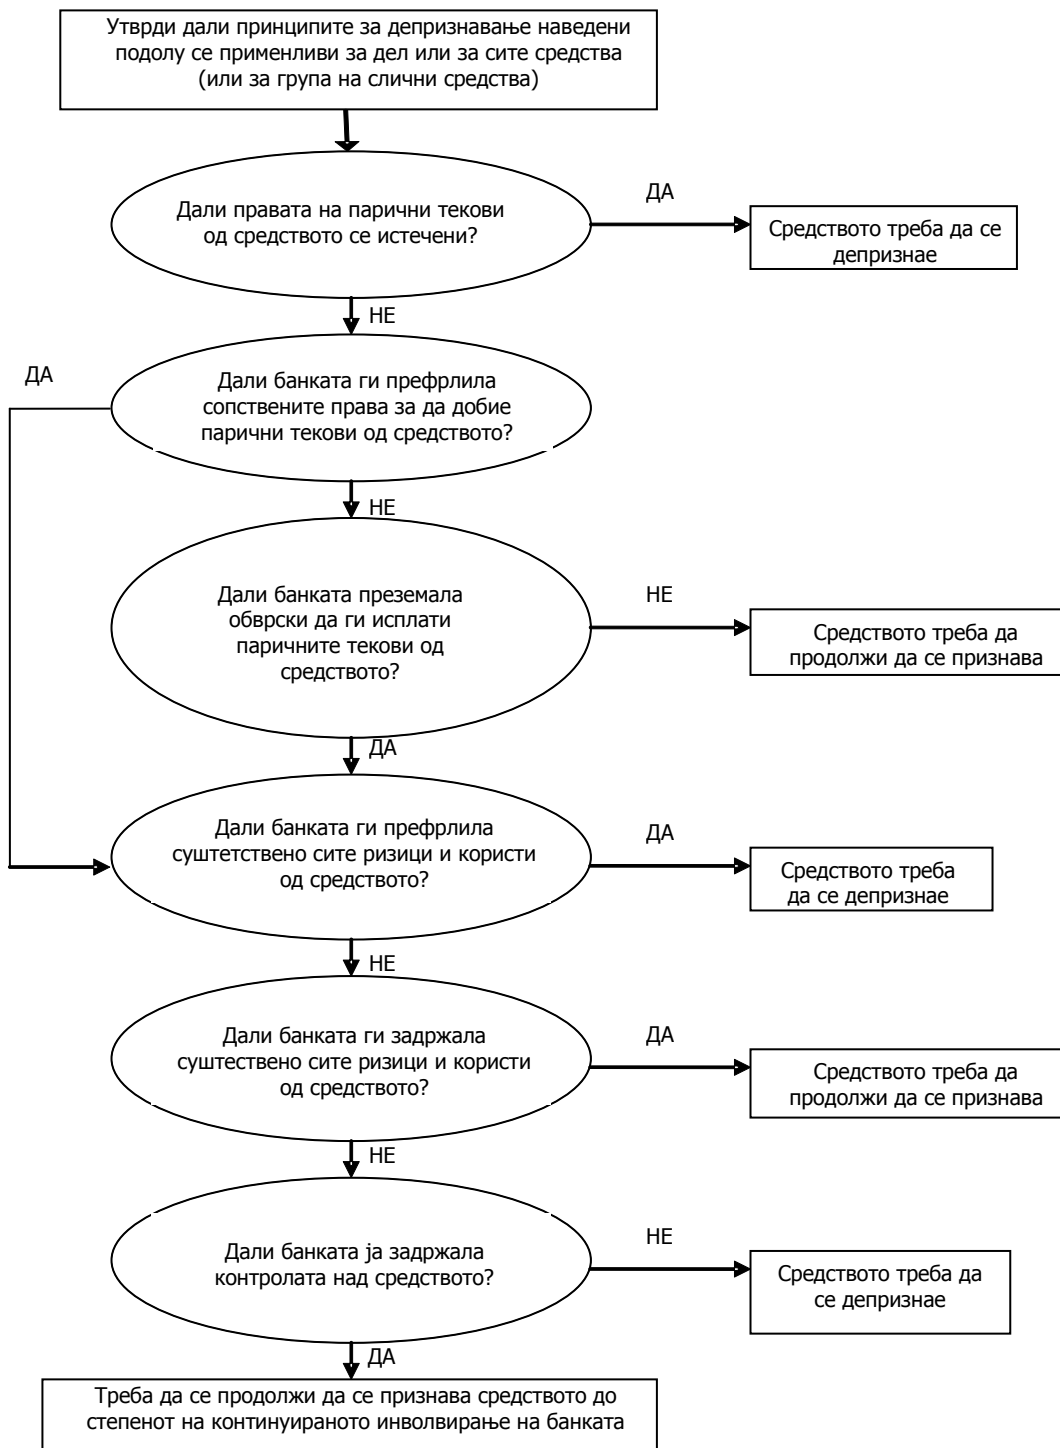 Утврди дали принципите за депризнавање наведени
подолу се применливи за дел или за сите средства
(или за група на слични средства)
Дали правата на парични текови
од средството се истечени?
ДА
Средството треба да се
депризнае
НЕ
ДА
Дали банката ги префрлила
сопствените права за да добие
парични текови од средството?
НЕ
Дали банката преземала
обврски да ги исплати
паричните текови од
средството?
НЕ
Средството треба да
продолжи да се признава
ДА
Дали банката ги префрлила
суштетствено сите ризици и користи
од средството?
ДА
Средството треба
да се депризнае
НЕ
Дали банката ги задржала
суштествено сите ризици и користи
од средството?
ДА
Средството треба да
продолжи да се признава
НЕ
Дали банката ја задржала
контролата над средството?
НЕ
Средството треба да
се депризнае
ДА
Треба да се продолжи да се признава средството до
степенот на континуираното инволвирање на банката